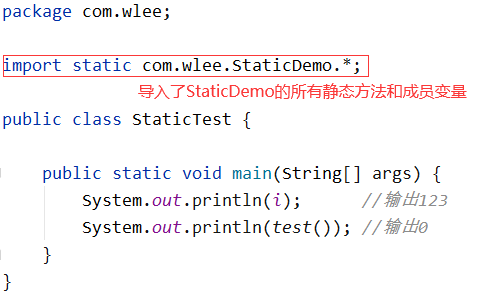 package com.wlee;
import static com.wlee.StaticDemo.*;
导入了StaticDemo的所有静态方法和成员变量
public class StaticTest {
public static void main(String[] args) {
System.out.println(i); //输出123
System.out.println(test()); //输出0
}
}